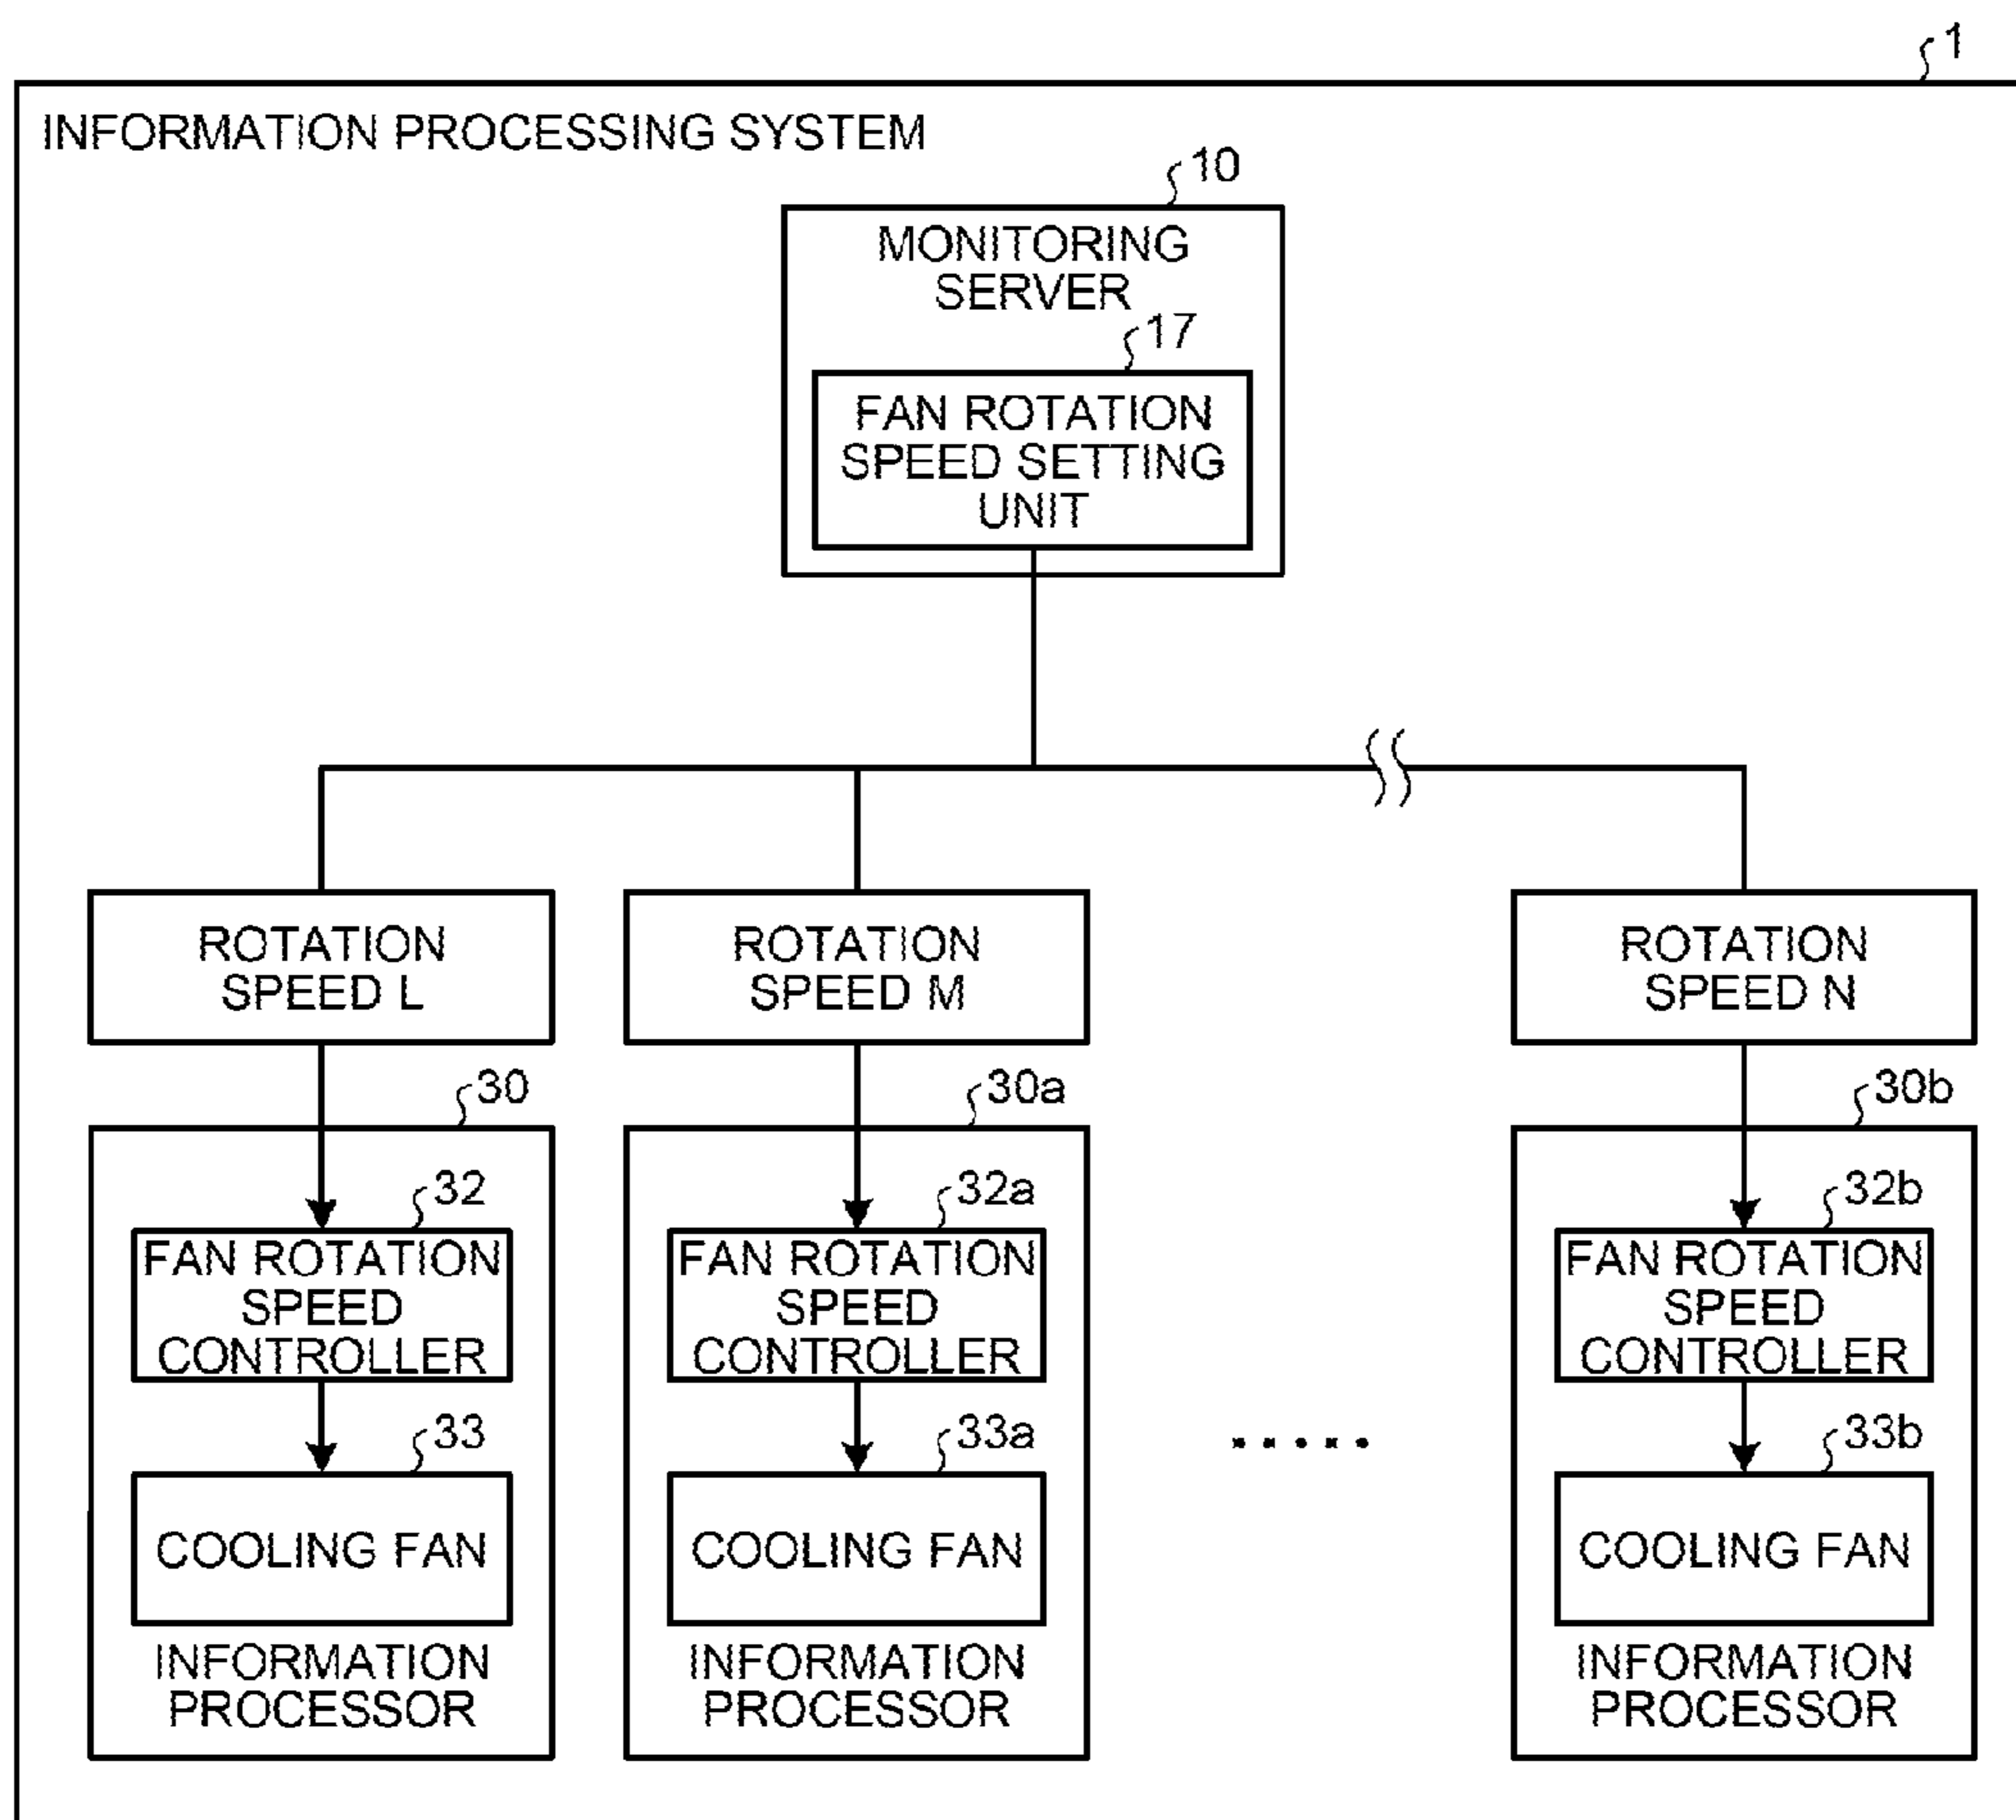 1
INFORMATION PROCESSING SYSTEM
10
MONITORING
SERVER
17
FAN ROTATION
SPEED SETTING
UNIT
ROTATION
SPEED L
ROTATION
SPEED M
ROTATION
SPEED N
30
30a
30b
32
32a
32b
FAN ROTATION
SPEED
CONTROLLER
FAN ROTATION
SPEED
CONTROLLER
FAN ROTATION
SPEED
CONTROLLER
33
33a
33b
COOLING FAN
COOLING FAN
.....
COOLING FAN
INFORMATION
PROCESSOR
INFORMATION
PROCESSOR
INFORMATION
PROCESSOR